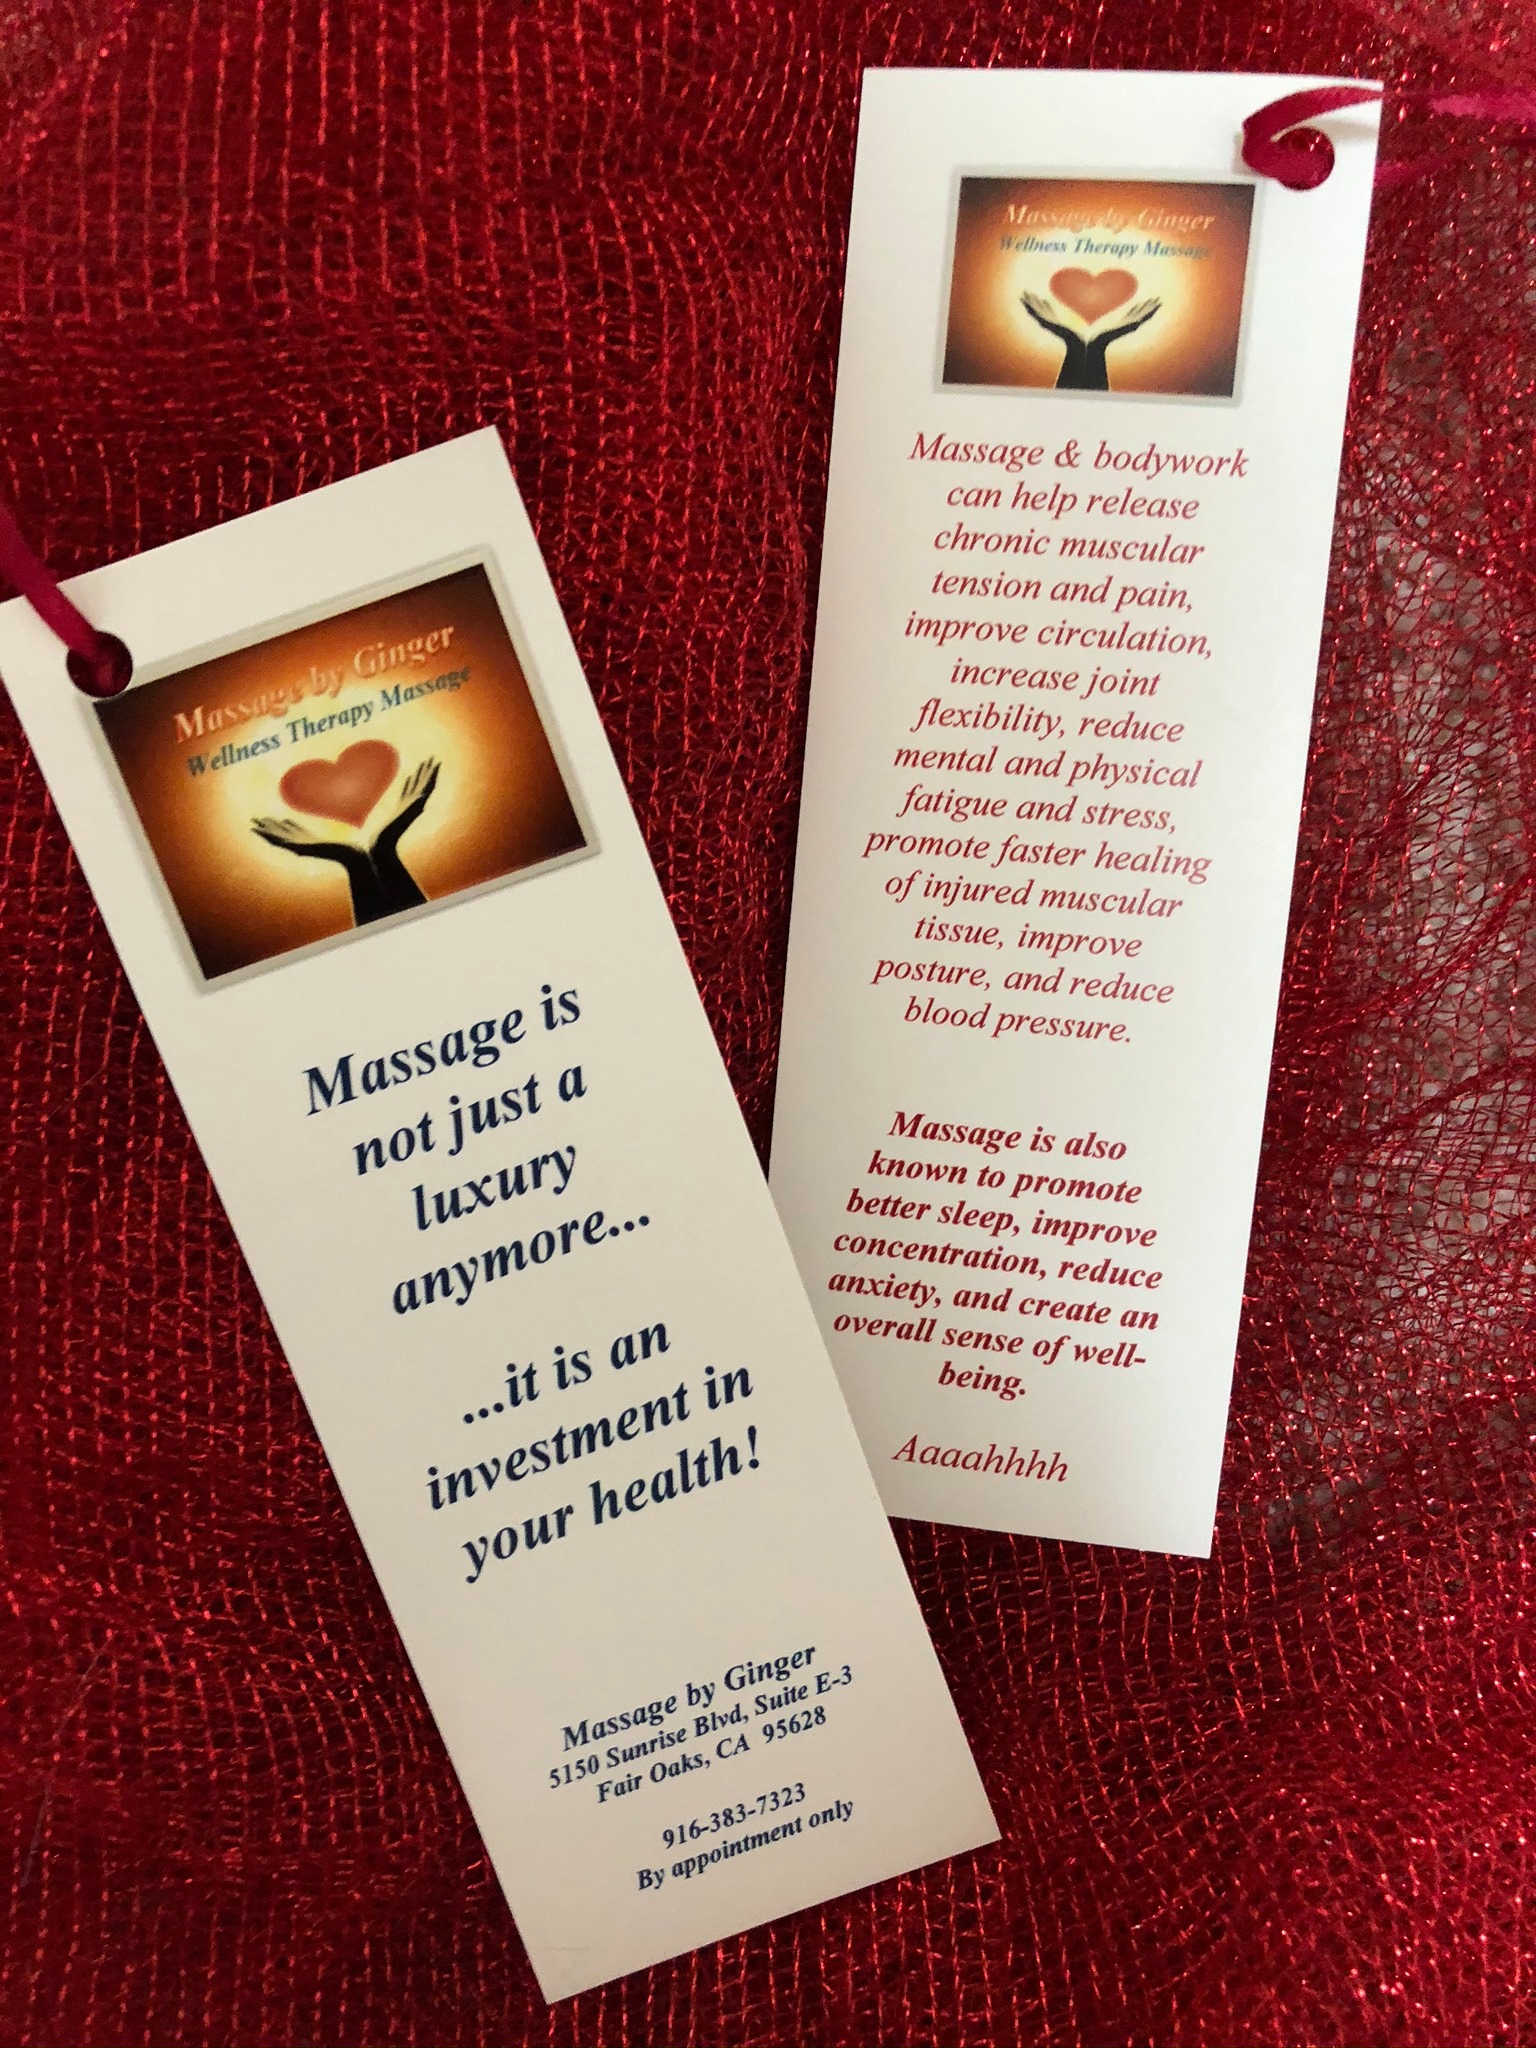 Massage by Ginger
Wellness Therapy Massage
Massage is
not just a
luxury
anymore...
...it is an
investment in
your health!
Massage by Ginger
5150 Sunrise Blvd, Suite E-3
Fair Oaks, CA 95628
916-383-7323
By appointment only
Massage by Ginger
Wellness Therapy Massage
Massage & bodywork
can help release
chronic muscular
tension and pain,
improve circulation,
increase joint
flexibility, reduce
mental and physical
fatigue and stress,
promote faster healing
of injured muscular
tissue, improve
posture, and reduce
blood pressure.
Massage is also
known to promote
better sleep, improve
concentration, reduce
anxiety, and create an
overall sense of well-
being.
Aaaahhhh